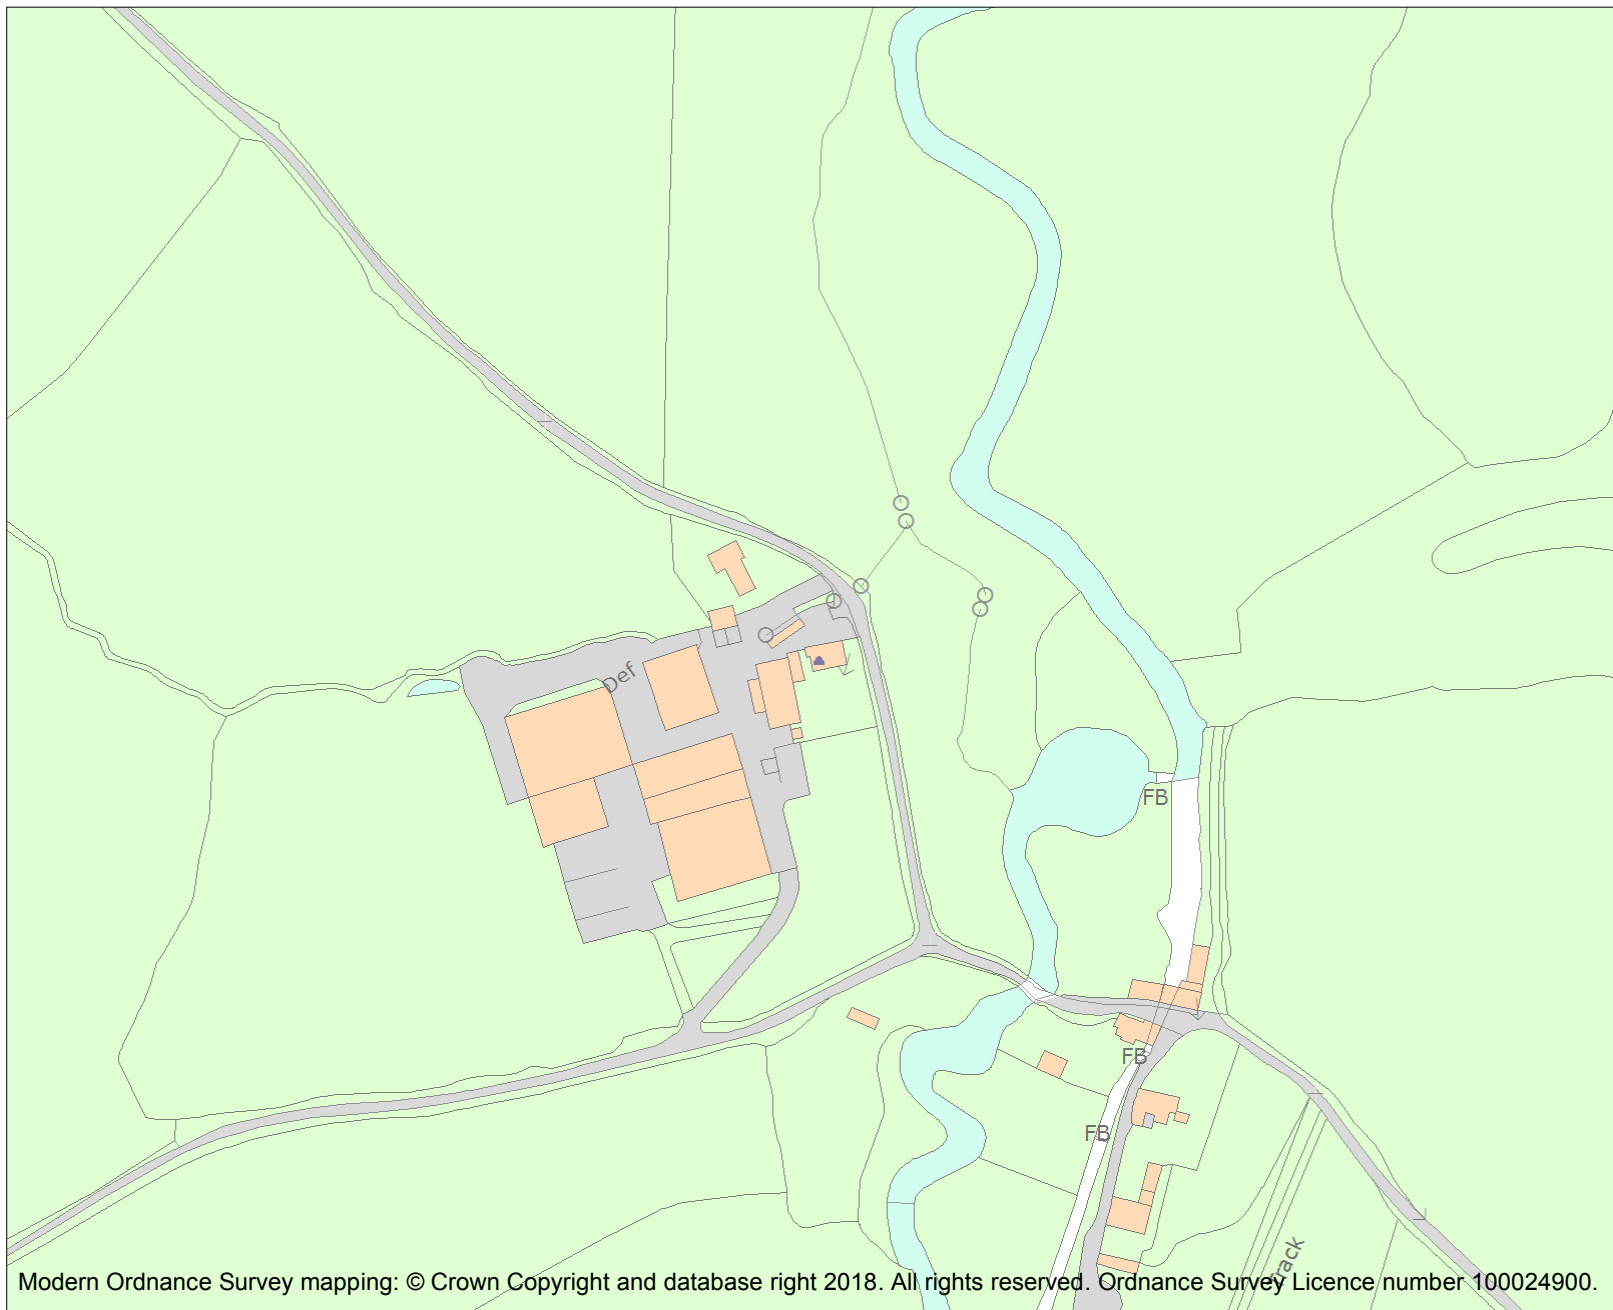 Def
FB
FB
FB
Track
Modern Ordnance Survey mapping: © Crown Copyright and database right 2018. All rights reserved. Ordnance Survey Licence number 100024900.